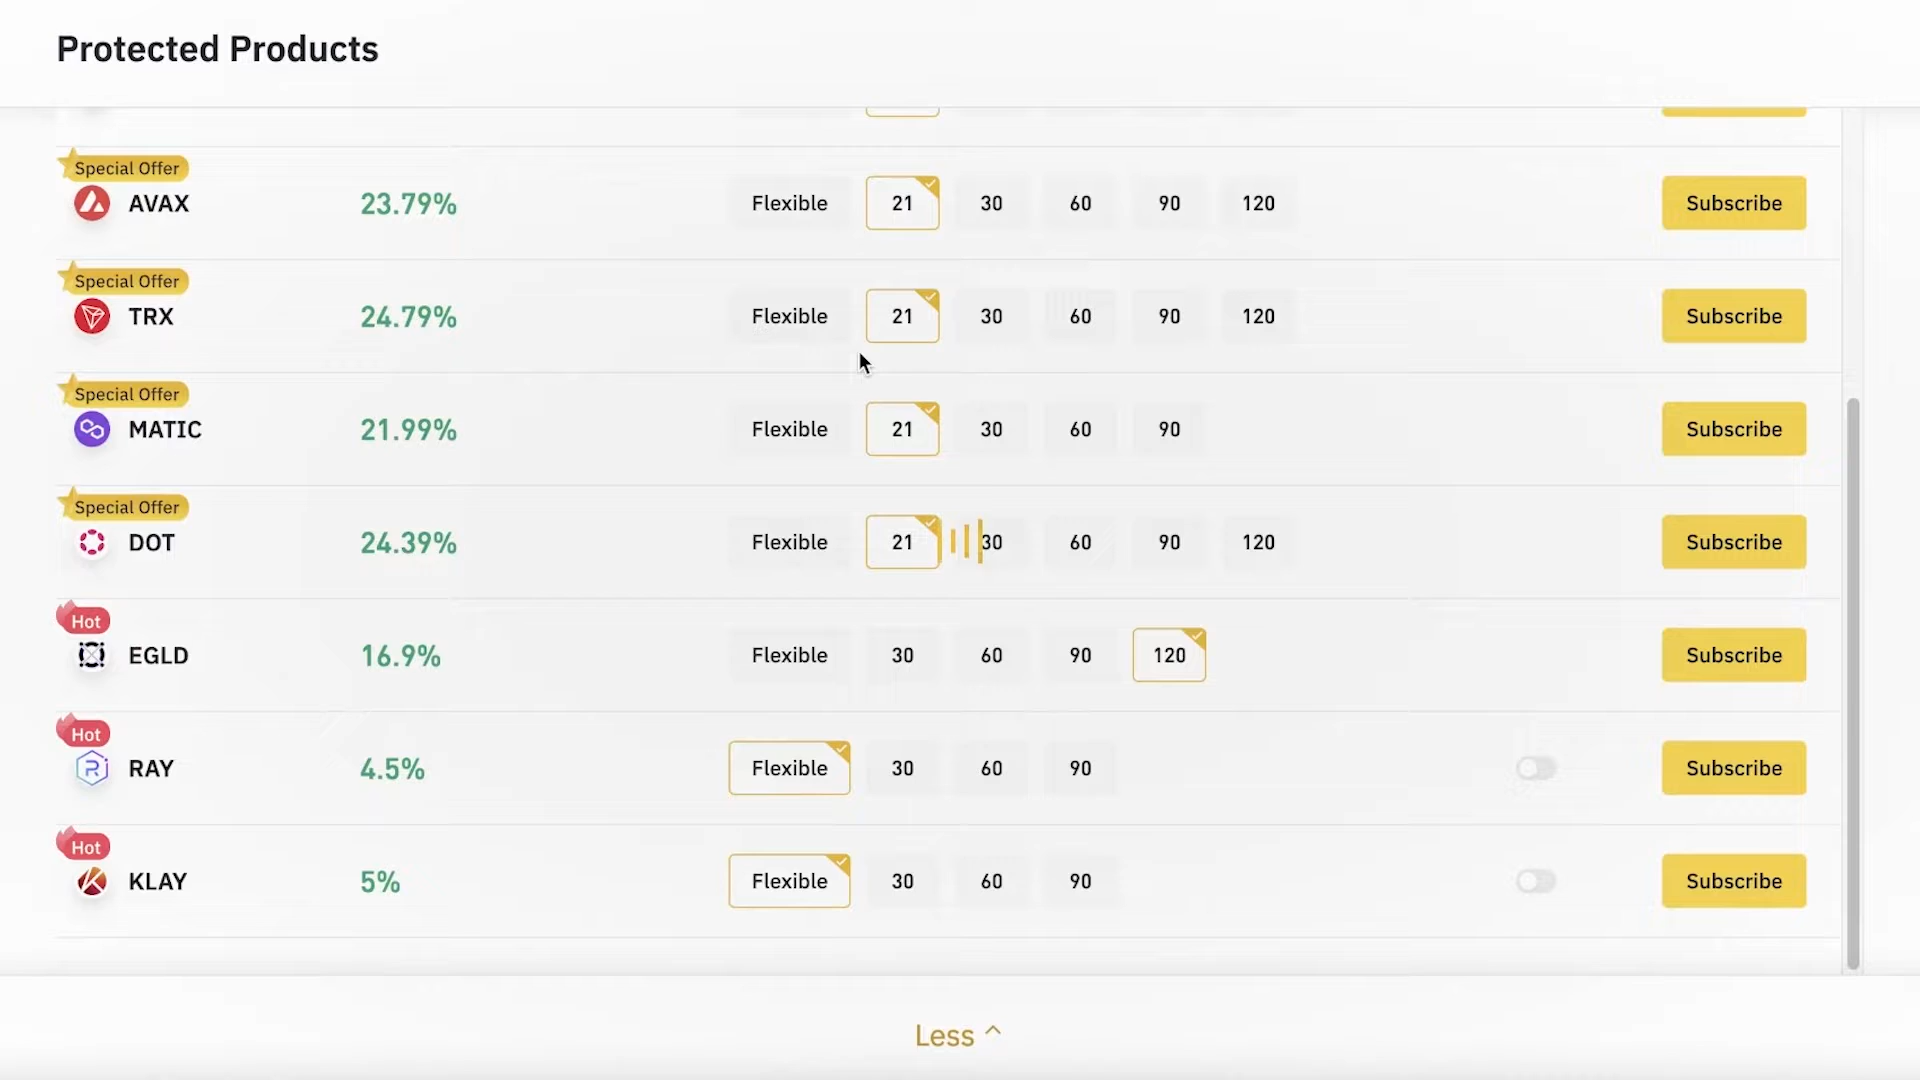 Protected Products
Special Offer
AVAX 23.79% Flexible 21 30 60 90 120 Subscribe
Special Offer
TRX 24.79% Flexible 21 30 60 90 120 Subscribe
Special Offer
MATIC 21.99% Flexible 21 30 60 90 Subscribe
Special Offer
DOT 24.39% Flexible 21 30 60 90 120 Subscribe
Hot
EGLD 16.9% Flexible 30 60 90 120 Subscribe
Hot
RAY 4.5% Flexible 30 60 90 Subscribe
Hot
KLAY 5% Flexible 30 60 90 Subscribe
Less